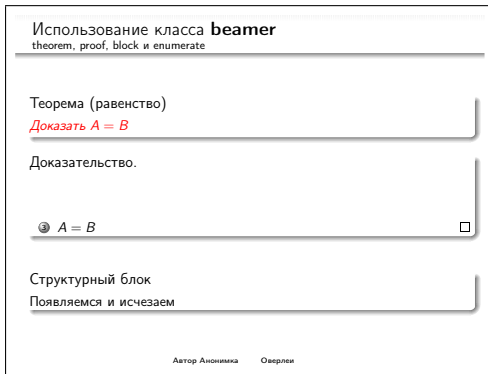 Использование класса beamer
theorem, proof, block и enumerate
Теорема (равенство)
Доказать A = B
Доказательство.
3 A = B
Структурный блок
Появляемся и исчезаем
Автор Анонимка Оверлеи